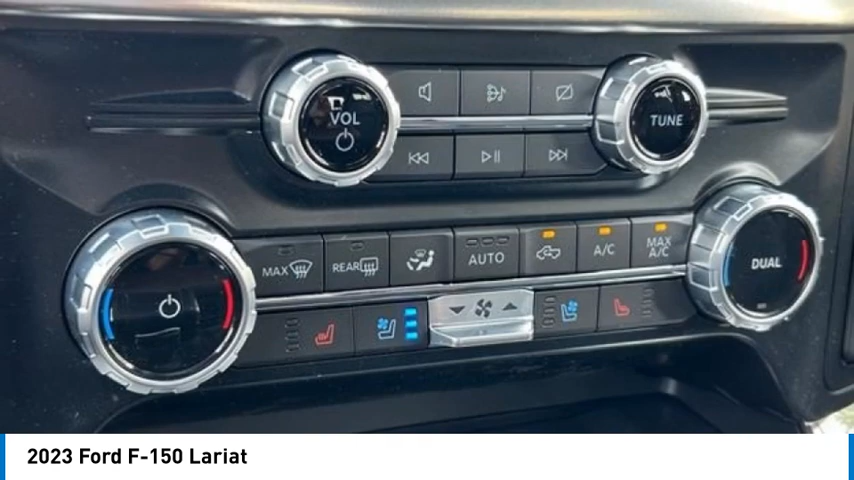 VOL
TUNE
MAX
REAR
AUTO
A/C
MAX
A/C
DUAL
2023 Ford F-150 Lariat